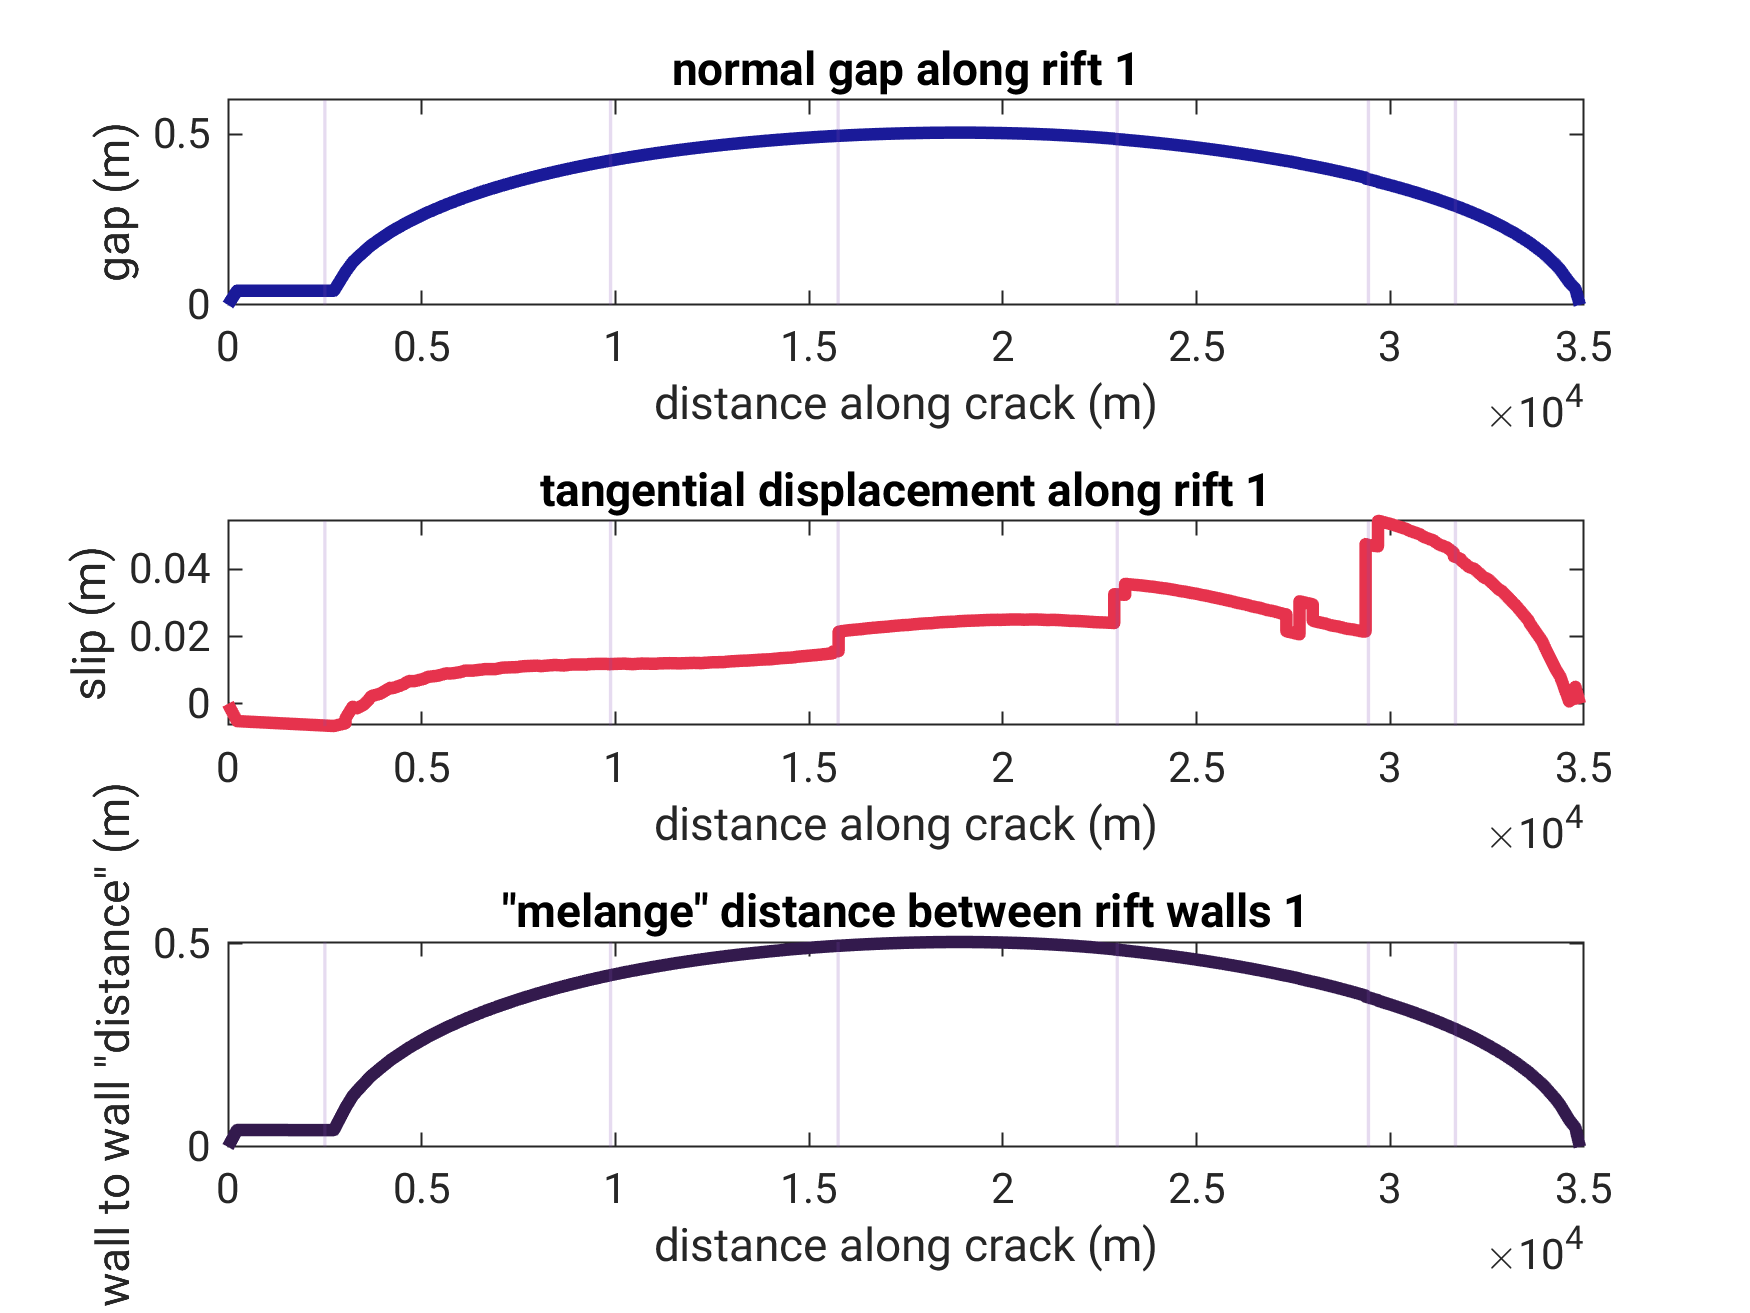 normal gap along rift 1
gap (m)
0.5
0
0 0.5 1 1.5 2 2.5 3 3.5
distance along crack (m)
×10^4
tangential displacement along rift 1
slip (m)
0.04
0.02
0
0 0.5 1 1.5 2 2.5 3 3.5
distance along crack (m)
×10^4
"melange" distance between rift walls 1
wall to wall "distance" (m)
0.5
0
0 0.5 1 1.5 2 2.5 3 3.5
distance along crack (m)
×10^4